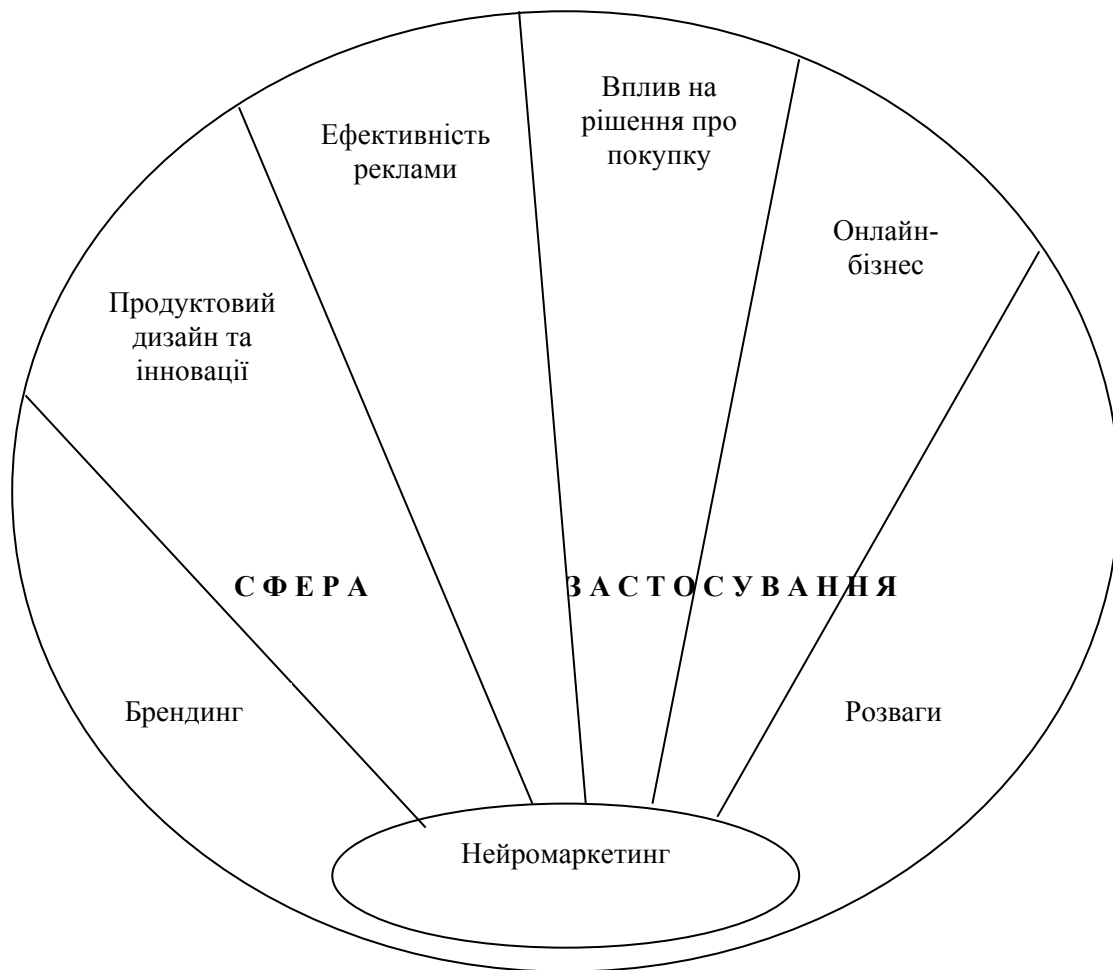 Вплив на
рішення про
покупку
Ефективність
реклами
Онлайн-
бізнес
Продуктовий
дизайн та
інновації
С Ф Е Р А З А С Т О С У В А Н Н Я
Брендинг
Розваги
Нейромаркетинг